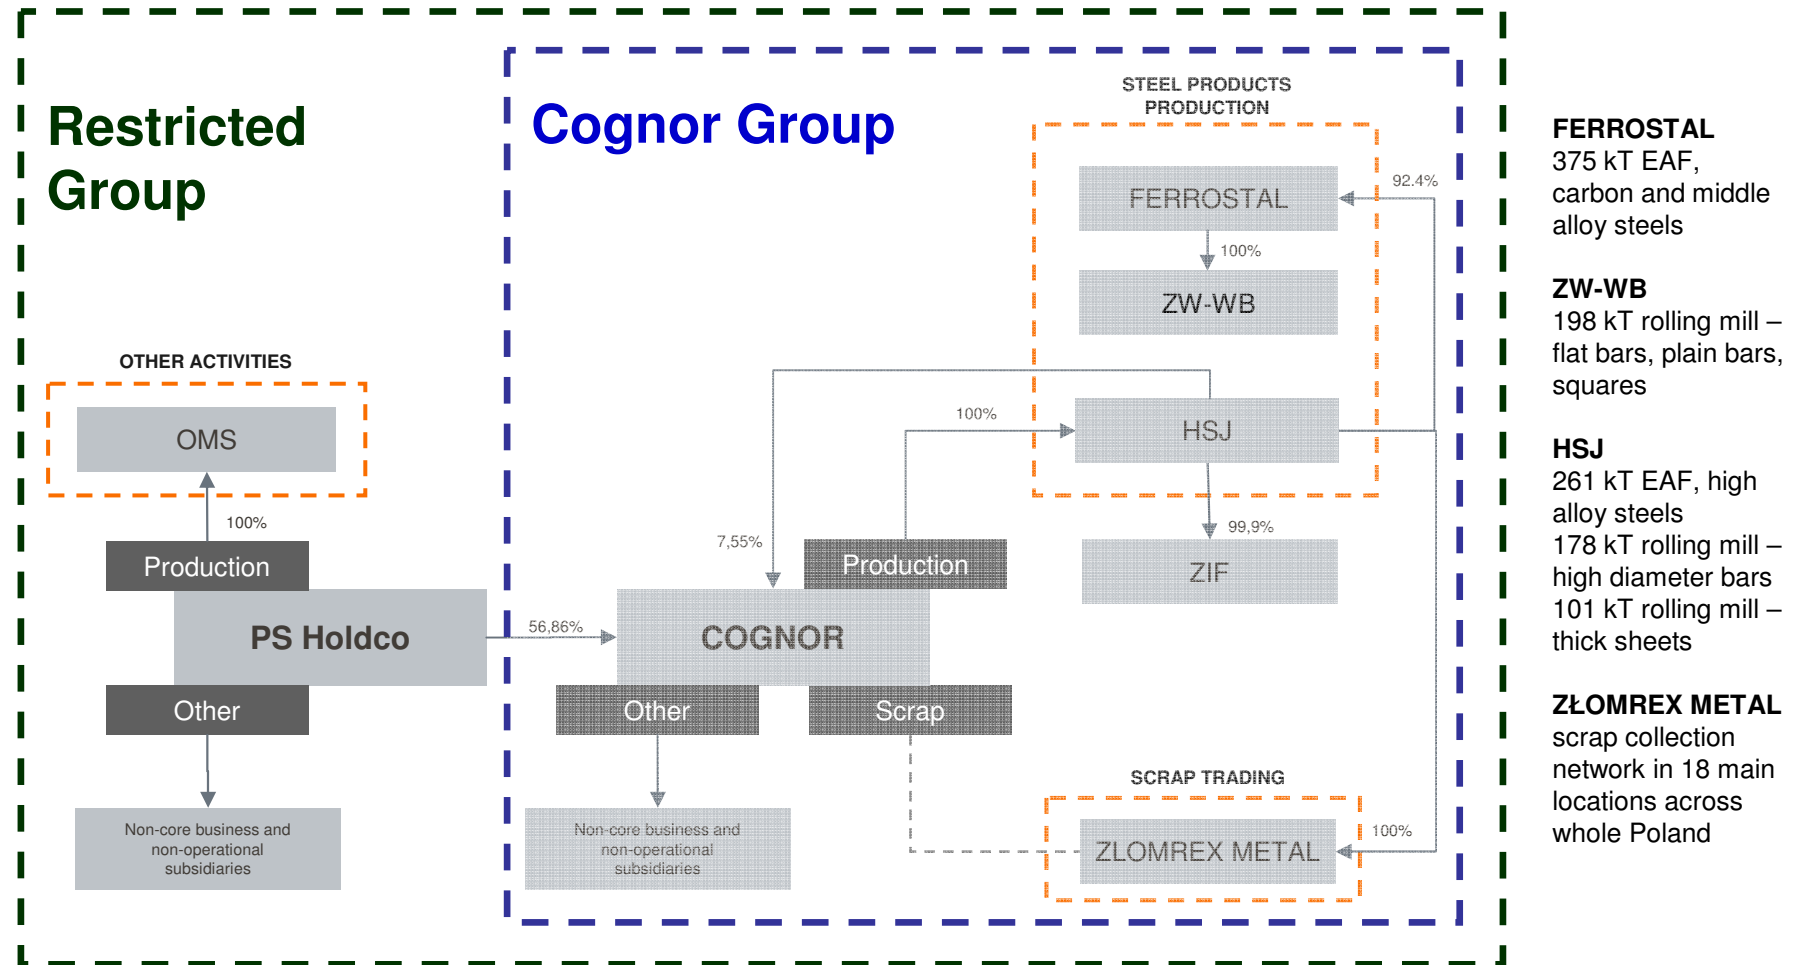 Restricted
Group
Cognor Group
STEEL PRODUCTS
PRODUCTION
FERROSTAL
92.4%
100%
ZW-WB
OTHER ACTIVITIES
OMS
100%
HSJ
100%
Production
7,55%
Production
99,9%
ZIF
PS Holdco
56,86%
COGNOR
Other
Other
Scrap
SCRAP TRADING
Non-core business and
non-operational
subsidiaries
Non-core business and
non-operational
subsidiaries
ZLOMREX METAL
100%
FERROSTAL
375 kT EAF,
carbon and middle
alloy steels
ZW-WB
198 kT rolling mill –
flat bars, plain bars,
squares
HSJ
261 kT EAF, high
alloy steels
178 kT rolling mill –
high diameter bars
101 kT rolling mill –
thick sheets
ZŁOMREX METAL
scrap collection
network in 18 main
locations across
whole Poland